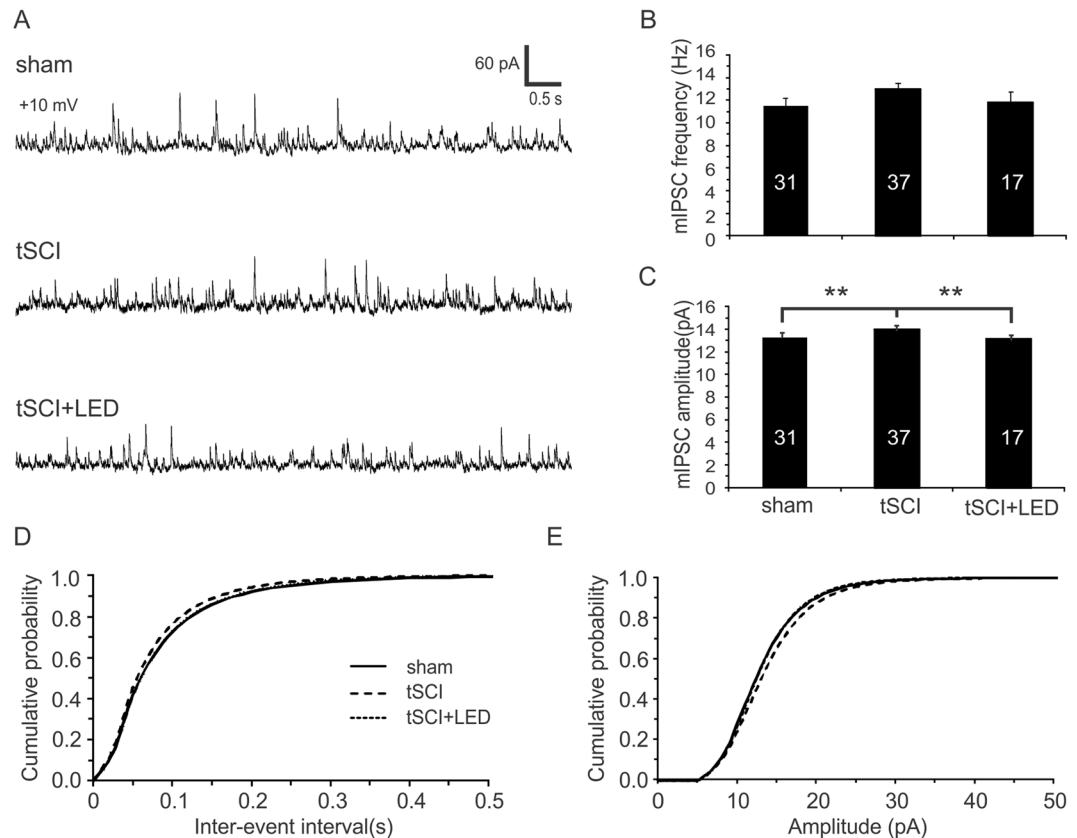 A
sham
60 pA
0.5 s
+10 mV
tSCI
tSCI+LED
B
mIPSC frequency (Hz)
16
14
12
10
8
6
4
2
0
31
37
17
C
** **
mIPSC amplitude(pA)
16
14
12
10
8
6
4
2
0
31
37
17
sham tSCI tSCI+LED
D
Cumulative probability
1.0
0.8
0.6
0.4
0.2
0.0
0 0.1 0.2 0.3 0.4 0.5
Inter-event interval(s)
sham
tSCI
tSCI+LED
E
Cumulative probability
1.0
0.8
0.6
0.4
0.2
0.0
0 10 20 30 40 50
Amplitude (pA)